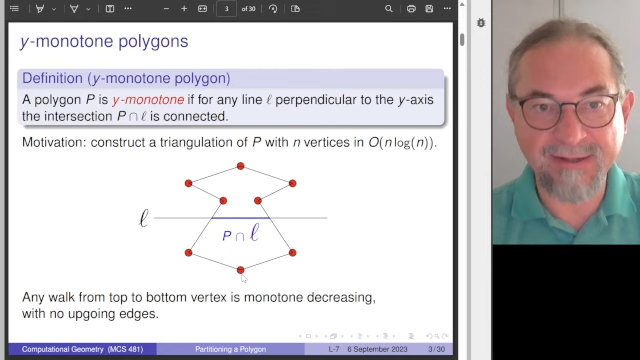 3 of 30
y-monotone polygons
Definition (y-monotone polygon)
A polygon P is y-monotone if for any line ℓ perpendicular to the y-axis
the intersection P ∩ ℓ is connected.
Motivation: construct a triangulation of P with n vertices in O(n log(n)).
ℓ
P ∩ ℓ
Any walk from top to bottom vertex is monotone decreasing,
with no upgoing edges.
Computational Geometry (MCS 481) Partitioning a Polygon L-7 6 September 2023 3 / 30